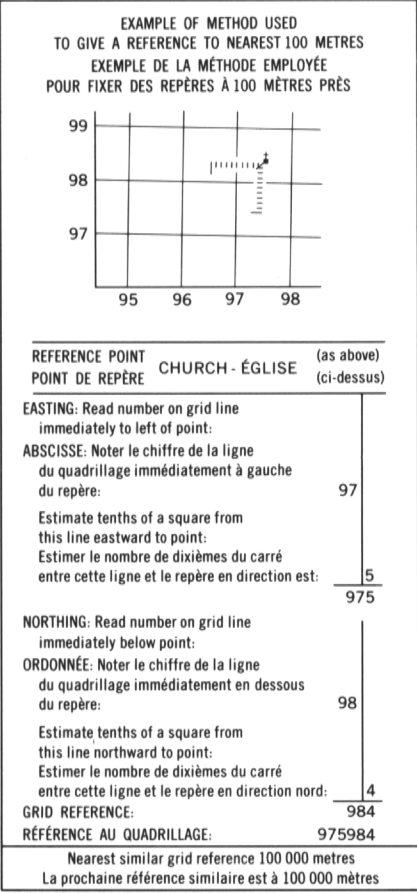 EXAMPLE OF METHOD USED
TO GIVE A REFERENCE TO NEAREST 100 METRES
EXEMPLE DE LA MÉTHODE EMPLOYÉE
POUR FIXER DES REPÈRES À 100 MÈTRES PRÈS
99
98
97
95 96 97 98
REFERENCE POINT
POINT DE REPÈRE
CHURCH - ÉGLISE
(as above)
(ci-dessus)
EASTING: Read number on grid line
immediately to left of point:
ABSCISSE: Noter le chiffre de la ligne
du quadrillage immédiatement à gauche
du repère: 97
Estimate tenths of a square from
this line eastward to point:
Estimer le nombre de dixièmes du carré
entre cette ligne et le repère en direction est: 5
975
NORTHING: Read number on grid line
immediately below point:
ORDONNÉE: Noter le chiffre de la ligne
du quadrillage immédiatement en dessous
du repère: 98
Estimate tenths of a square from
this line northward to point:
Estimer le nombre de dixièmes du carré
entre cette ligne et le repère en direction nord: 4
GRID REFERENCE: 984
RÉFÉRENCE AU QUADRILLAGE: 975984
Nearest similar grid reference 100 000 metres
La prochaine référence similaire est à 100 000 mètres